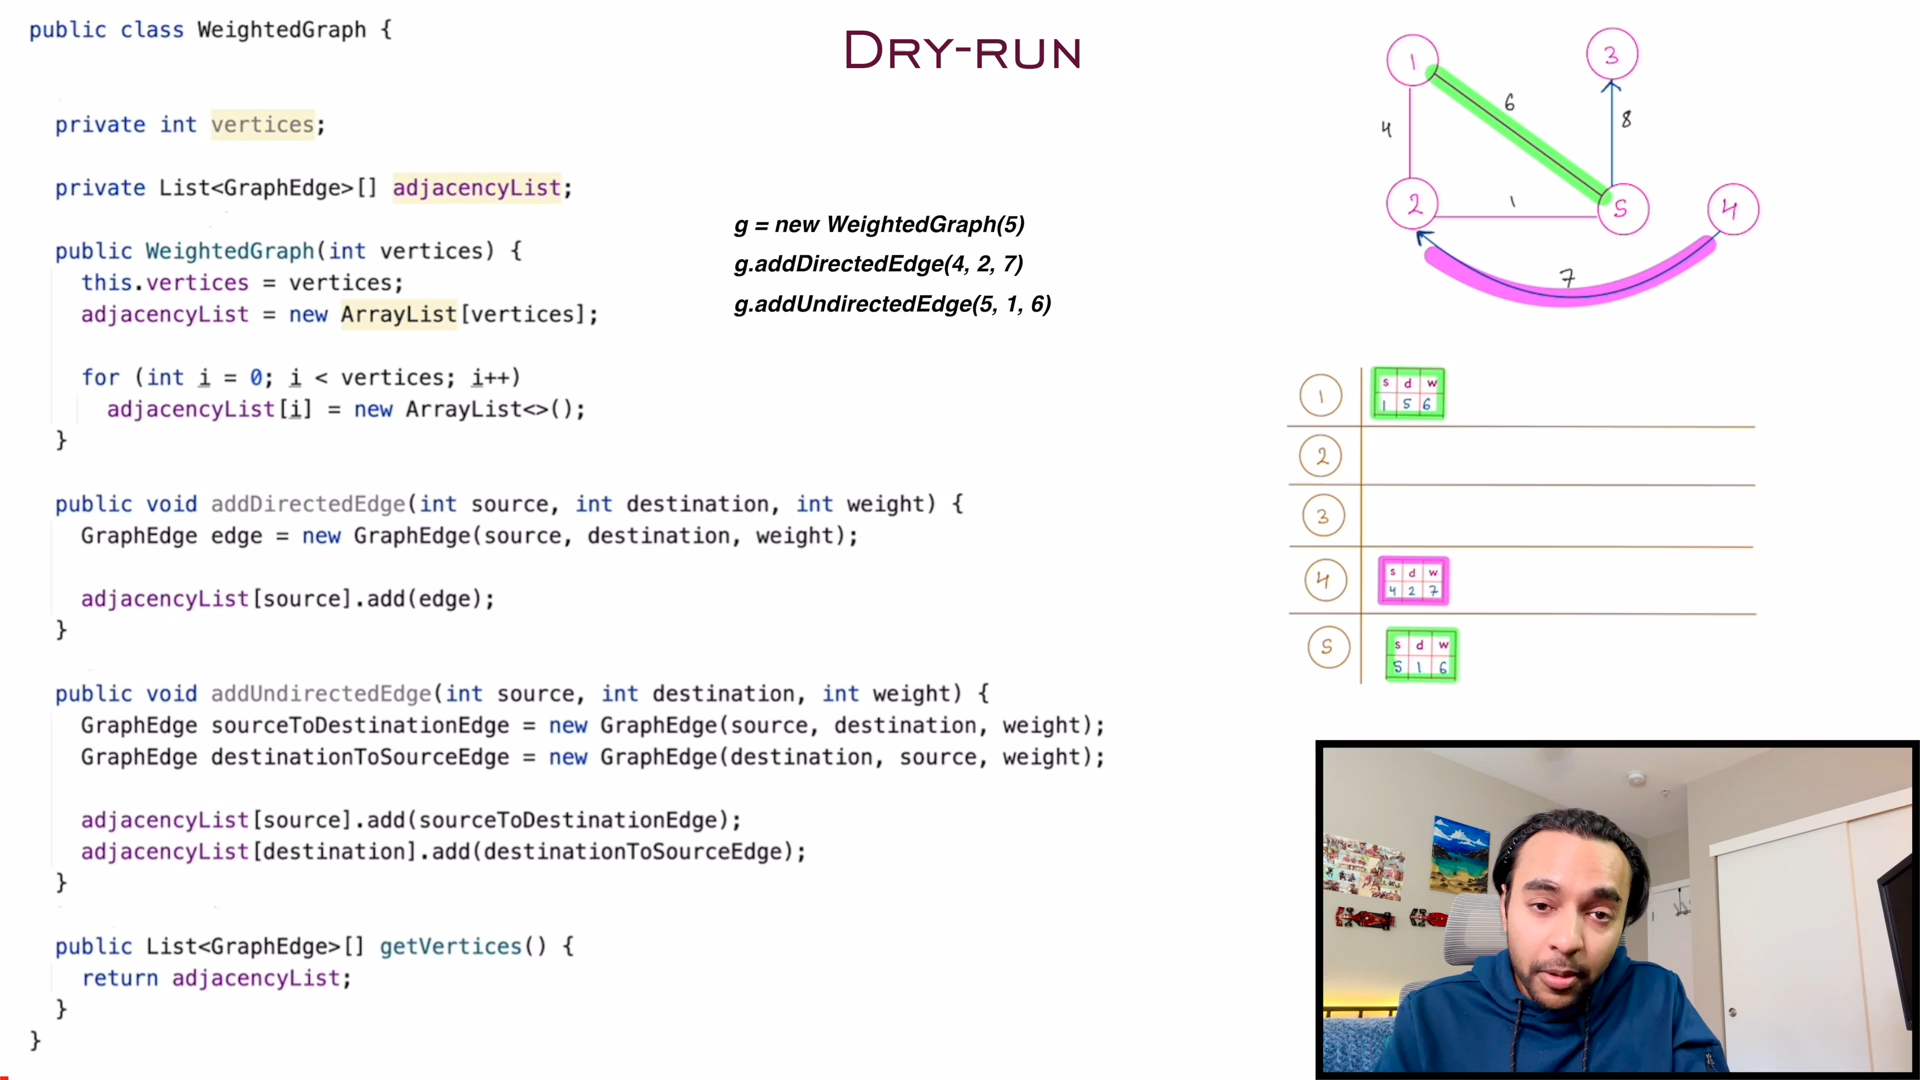 public class WeightedGraph {
private int vertices;
private List<GraphEdge>[] adjacencyList;
public WeightedGraph(int vertices) {
this.vertices = vertices;
adjacencyList = new ArrayList[vertices];
for (int i = 0; i < vertices; i++)
adjacencyList[i] = new ArrayList<>();
}
public void addDirectedEdge(int source, int destination, int weight) {
GraphEdge edge = new GraphEdge(source, destination, weight);
adjacencyList[source].add(edge);
}
public void addUndirectedEdge(int source, int destination, int weight) {
GraphEdge sourceToDestinationEdge = new GraphEdge(source, destination, weight);
GraphEdge destinationToSourceEdge = new GraphEdge(destination, source, weight);
adjacencyList[source].add(sourceToDestinationEdge);
adjacencyList[destination].add(destinationToSourceEdge);
}
public List<GraphEdge>[] getVertices() {
return adjacencyList;
}
}
DRY-RUN
g = new WeightedGraph(5)
g.addDirectedEdge(4, 2, 7)
g.addUndirectedEdge(5, 1, 6)
1
3
6
4
8
2
1
5
4
7
1
s d w
1 5 6
2
3
4
s d w
4 2 7
5
s d w
5 1 6